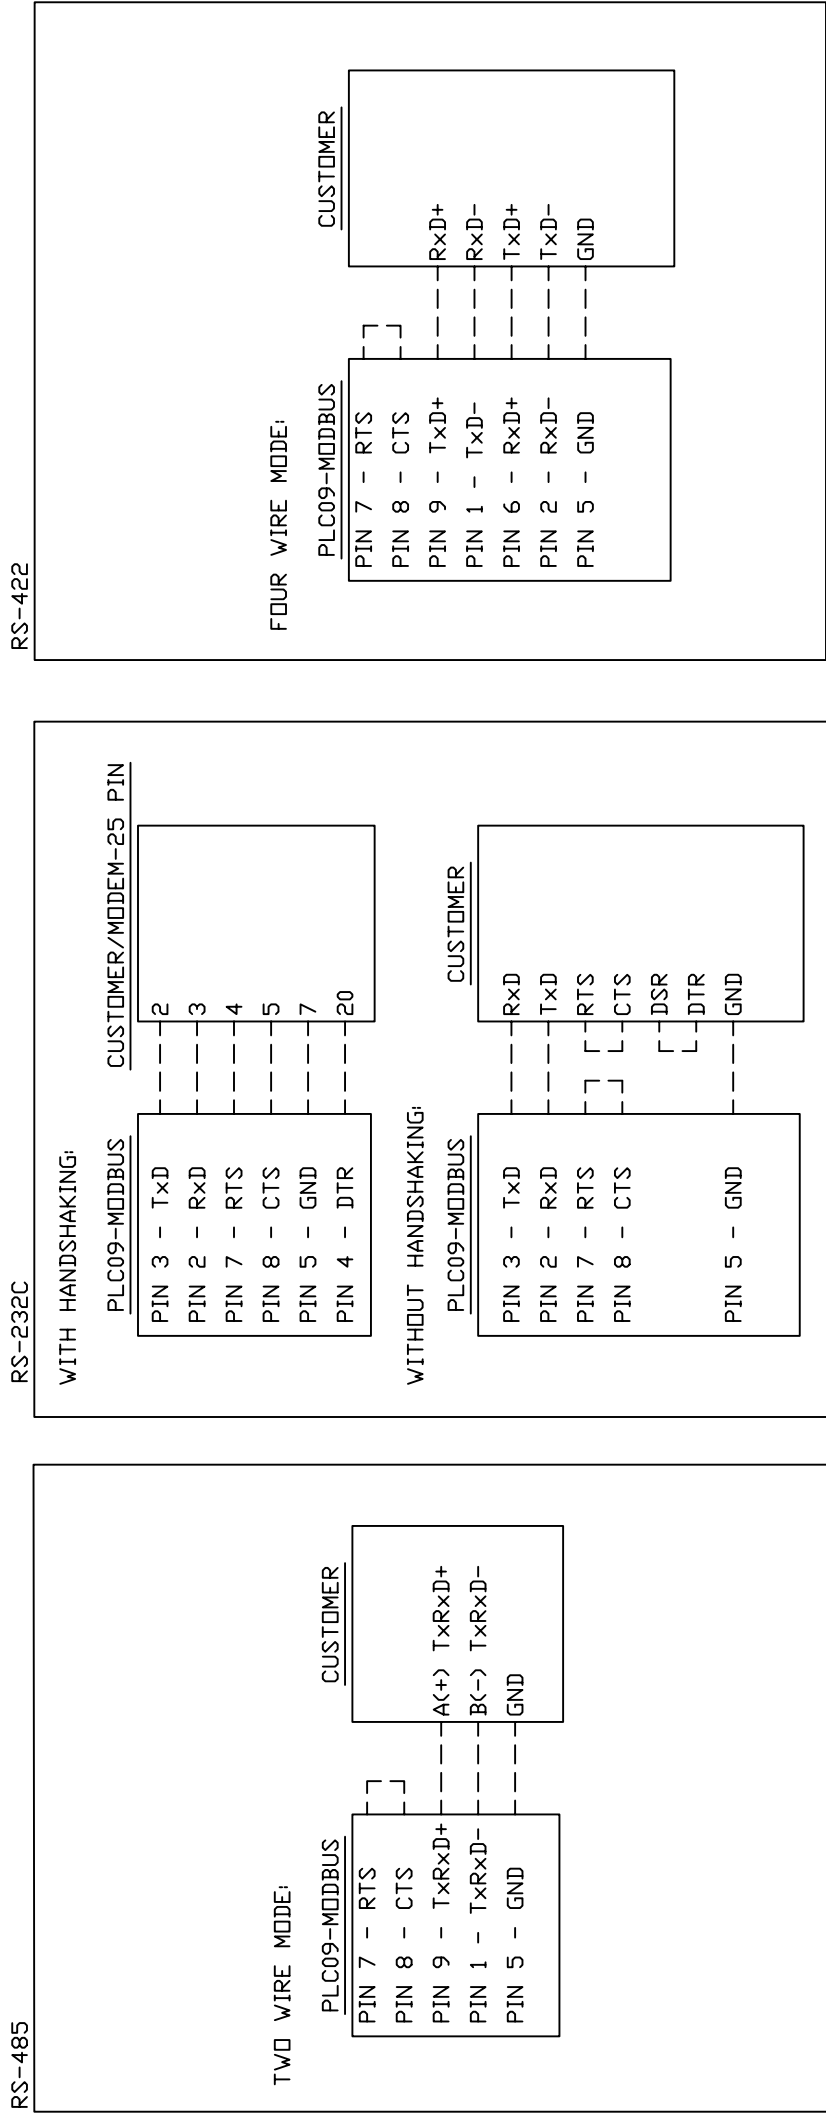 RS-485
TWO WIRE MODE:
PLC09-MODBUS
PIN 7 - RTS
PIN 8 - CTS
PIN 9 - TxRxD+
PIN 1 - TxRxD-
PIN 5 - GND
CUSTOMER
A(+) TxRxD+
B(-) TxRxD-
GND
RS-232C
WITH HANDSHAKING:
PLC09-MODBUS
PIN 3 - TxD
PIN 2 - RxD
PIN 7 - RTS
PIN 8 - CTS
PIN 5 - GND
PIN 4 - DTR
CUSTOMER/MODEM-25 PIN
2
3
4
5
7
20
WITHOUT HANDSHAKING:
PLC09-MODBUS
PIN 3 - TxD
PIN 2 - RxD
PIN 7 - RTS
PIN 8 - CTS
PIN 5 - GND
CUSTOMER
RxD
TxD
RTS
CTS
DSR
DTR
GND
RS-422
FOUR WIRE MODE:
PLC09-MODBUS
PIN 7 - RTS
PIN 8 - CTS
PIN 9 - TxD+
PIN 1 - TxD-
PIN 6 - RxD+
PIN 2 - RxD-
PIN 5 - GND
CUSTOMER
RxD+
RxD-
TxD+
TxD-
GND